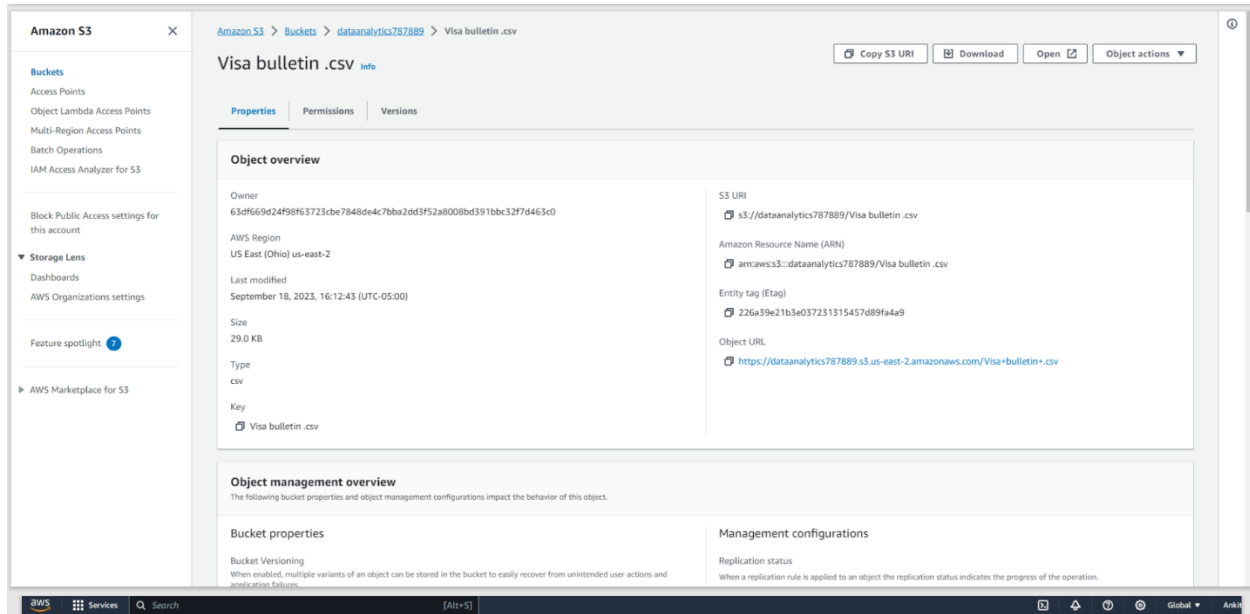 Amazon S3
Buckets
Access Points
Object Lambda Access Points
Multi-Region Access Points
Batch Operations
IAM Access Analyzer for S3
Block Public Access settings for
this account
Storage Lens
Dashboards
AWS Organizations settings
Feature spotlight 7
AWS Marketplace for S3
Amazon S3 > Buckets > dataanalytics787889 > Visa bulletin .csv
Visa bulletin .csv Info
Copy S3 URI Download Open Object actions
Properties Permissions Versions
Object overview
Owner
63df669d24f98f63723cbe7848de4c7bba2dd3f52a8008bd391bbc32f7d463c0
AWS Region
US East (Ohio) us-east-2
Last modified
September 18, 2023, 16:12:43 (UTC-05:00)
Size
29.0 KB
Type
csv
Key
Visa bulletin .csv
S3 URI
s3://dataanalytics787889/Visa bulletin .csv
Amazon Resource Name (ARN)
arn:aws:s3:::dataanalytics787889/Visa bulletin .csv
Entity tag (Etag)
226a39e21b3e037231315457d89fa4a9
Object URL
https://dataanalytics787889.s3.us-east-2.amazonaws.com/Visa+bulletin+.csv
Object management overview
The following bucket properties and object management configurations impact the behavior of this object.
Bucket properties
Bucket Versioning
When enabled, multiple variants of an object can be stored in the bucket to easily recover from unintended user actions and
application failures.
Management configurations
Replication status
When a replication rule is applied to an object the replication status indicates the progress of the operation.
aws Services Search [Alt+S] Global Ankit